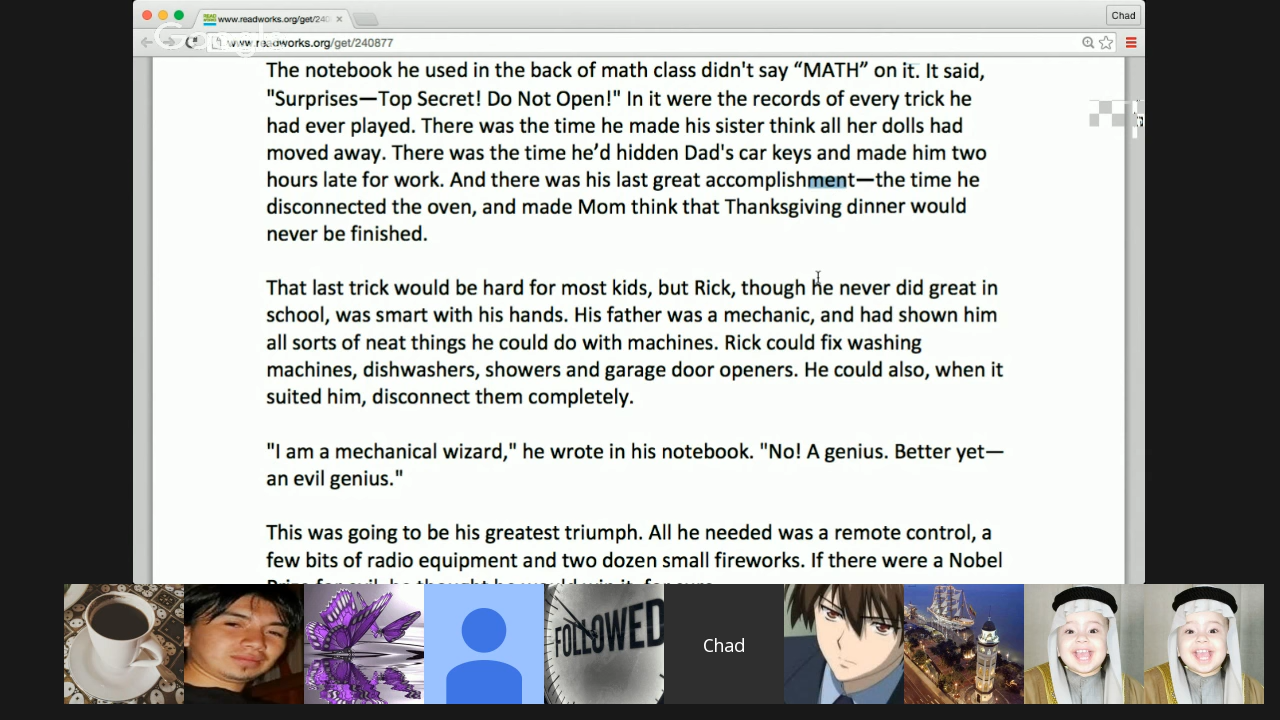 www.readworks.org/get/240
Chad
Google
www.readworks.org/get/240877
The notebook he used in the back of math class didn't say “MATH” on it. It said,
"Surprises—Top Secret! Do Not Open!" In it were the records of every trick he
had ever played. There was the time he made his sister think all her dolls had
moved away. There was the time he’d hidden Dad's car keys and made him two
hours late for work. And there was his last great accomplishment—the time he
disconnected the oven, and made Mom think that Thanksgiving dinner would
never be finished.
That last trick would be hard for most kids, but Rick, though he never did great in
school, was smart with his hands. His father was a mechanic, and had shown him
all sorts of neat things he could do with machines. Rick could fix washing
machines, dishwashers, showers and garage door openers. He could also, when it
suited him, disconnect them completely.
"I am a mechanical wizard," he wrote in his notebook. "No! A genius. Better yet—
an evil genius."
This was going to be his greatest triumph. All he needed was a remote control, a
few bits of radio equipment and two dozen small fireworks. If there were a Nobel
FOLLOWED
Chad